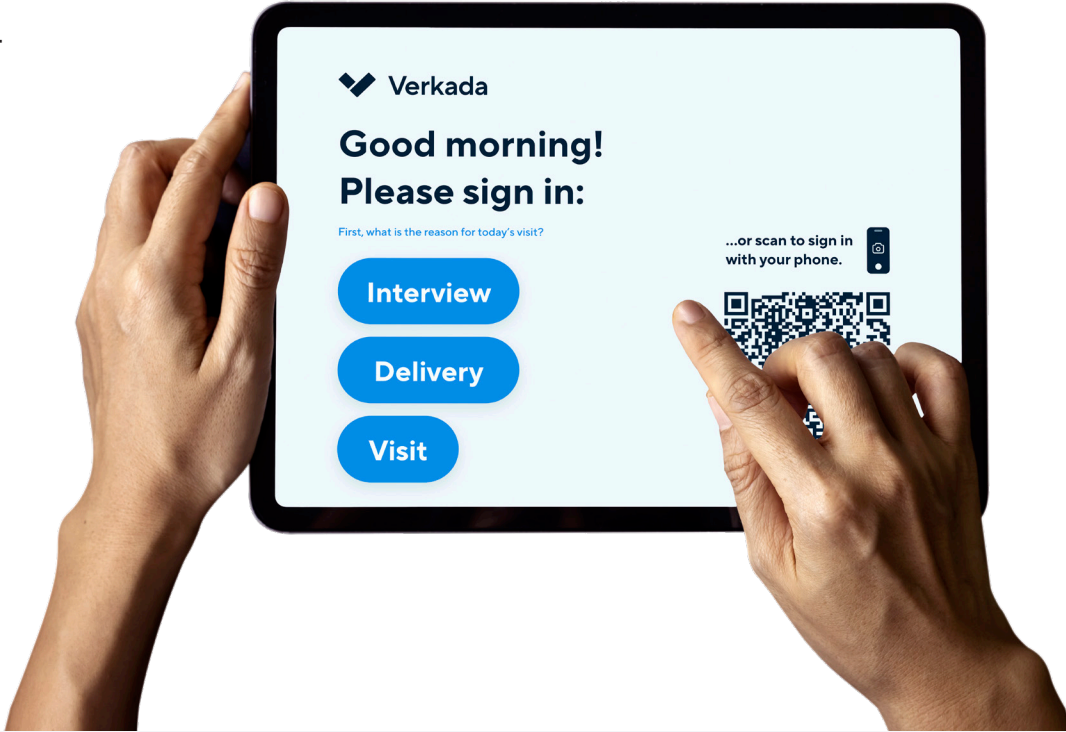 Verkada
Good morning!
Please sign in:
First, what is the reason for today's visit?
...or scan to sign in
with your phone.
Interview
Delivery
Visit